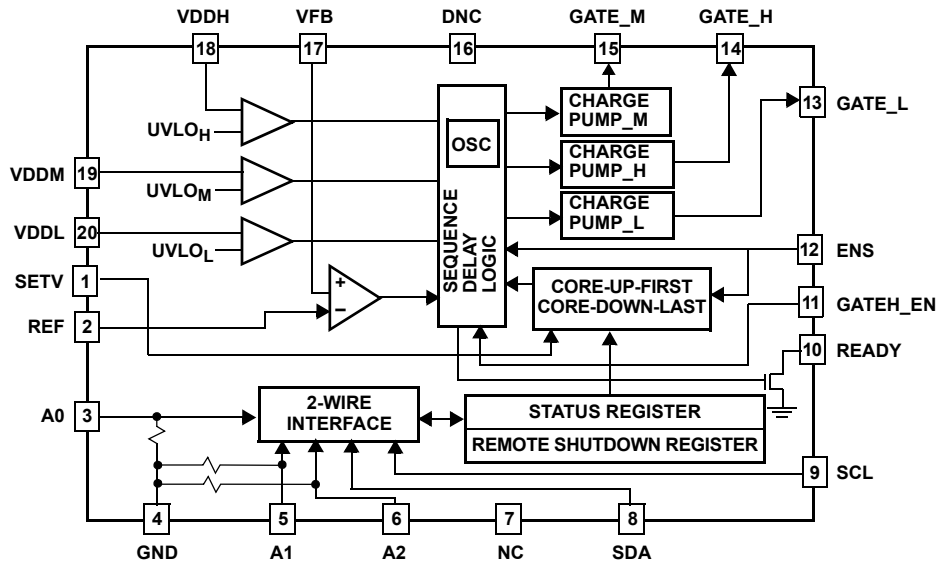 VDDH VFB DNC GATE_M GATE_H
18 17 16 15 14
CHARGE
PUMP_M
13 GATE_L
UVLOH
OSC
VDDM 19
UVLOM
CHARGE
PUMP_H
CHARGE
PUMP_L
VDDL 20
UVLOL
SEQUENCE
DELAY
LOGIC
12 ENS
SETV
1
+
−
CORE-UP-FIRST
CORE-DOWN-LAST
11 GATEH_EN
REF 2
10 READY
A0 3
2-WIRE
INTERFACE
STATUS REGISTER
REMOTE SHUTDOWN REGISTER
9 SCL
4 5 6 7 8
GND A1 A2 NC SDA